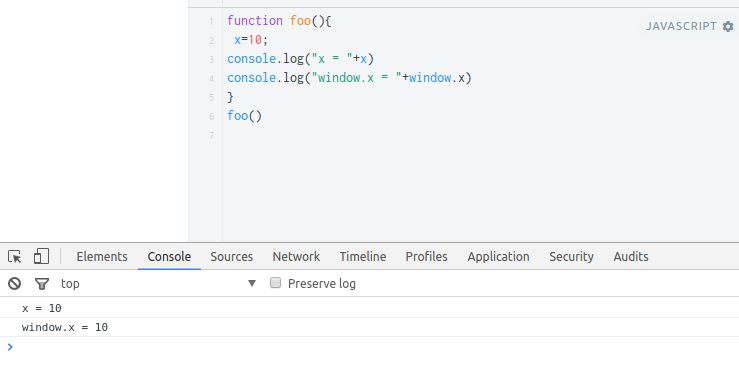 1 function foo(){
JAVASCRIPT
2 x=10;
3 console.log("x = "+x)
4 console.log("window.x = "+window.x)
5 }
6 foo()
7
Elements Console Sources Network Timeline Profiles Application Security Audits
top Preserve log
x = 10
window.x = 10
>